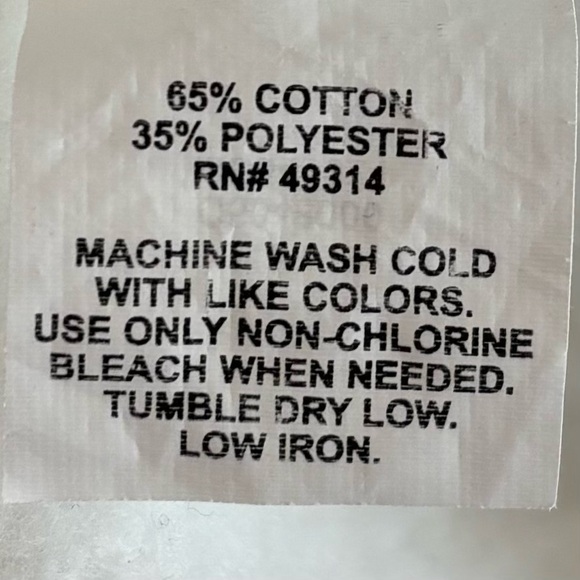 65% COTTON
35% POLYESTER
RN# 49314
MACHINE WASH COLD
WITH LIKE COLORS.
USE ONLY NON-CHLORINE
BLEACH WHEN NEEDED.
TUMBLE DRY LOW.
LOW IRON.